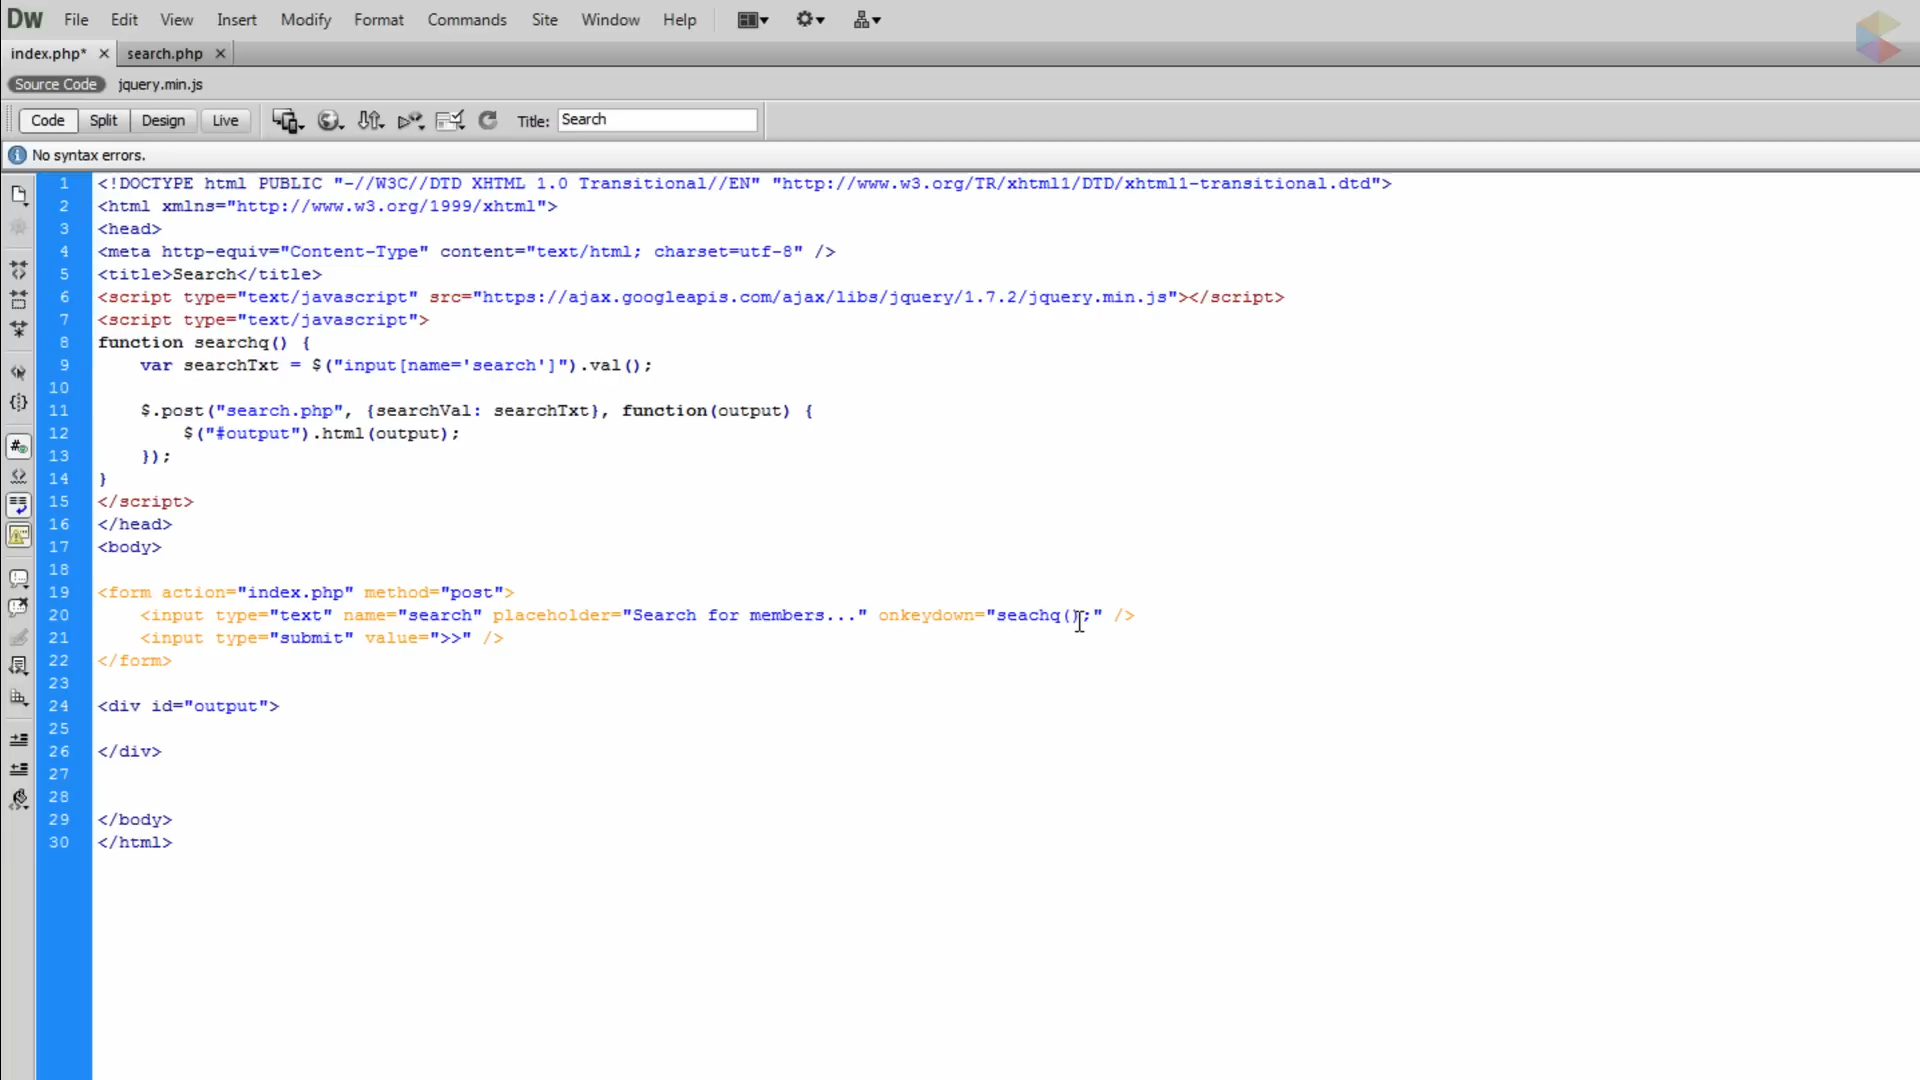 Dw File Edit View Insert Modify Format Commands Site Window Help
index.php* search.php
Source Code jquery.min.js
Code Split Design Live Title: Search
No syntax errors.
1 <!DOCTYPE html PUBLIC "-//W3C//DTD XHTML 1.0 Transitional//EN" "http://www.w3.org/TR/xhtml1/DTD/xhtml1-transitional.dtd">
2 <html xmlns="http://www.w3.org/1999/xhtml">
3 <head>
4 <meta http-equiv="Content-Type" content="text/html; charset=utf-8" />
5 <title>Search</title>
6 <script type="text/javascript" src="https://ajax.googleapis.com/ajax/libs/jquery/1.7.2/jquery.min.js"></script>
7 <script type="text/javascript">
8 function searchq() {
9     var searchTxt = $("input[name='search']").val();
10
11     $.post("search.php", {searchVal: searchTxt}, function(output) {
12         $("#output").html(output);
13     });
14 }
15 </script>
16 </head>
17 <body>
18
19 <form action="index.php" method="post">
20     <input type="text" name="search" placeholder="Search for members..." onkeydown="seachq();" />
21     <input type="submit" value=">>" />
22 </form>
23
24 <div id="output">
25
26 </div>
27
28
29 </body>
30 </html>